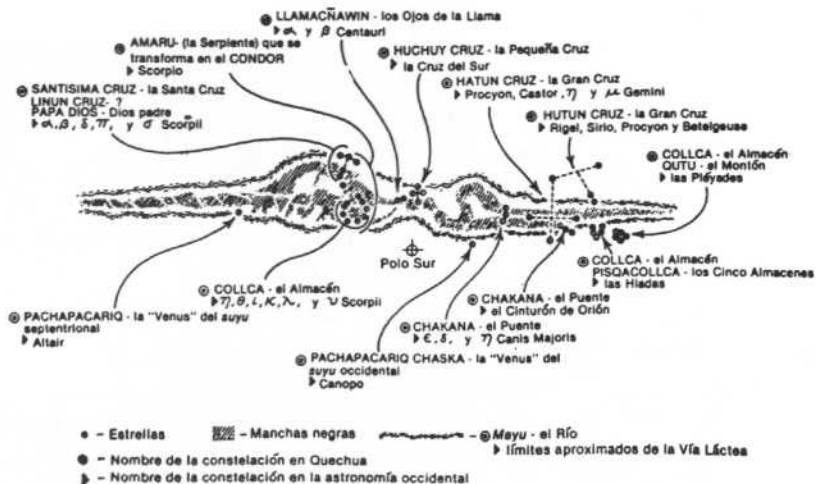 LLAMACÑAWIN - los Ojos de la Llama
α y β Centauri
AMARU- (la Serpiente) que se
transforma en el CONDOR
Scorpio
HUCHUY CRUZ - la Pequeña Cruz
la Cruz del Sur
SANTISIMA CRUZ - la Santa Cruz
LINUN CRUZ- ?
PAPA DIOS - Dios padre
α, β, δ, π, y σ Scorpii
HATUN CRUZ - la Gran Cruz
Procyon, Castor, η y μ Gemini
HUTUN CRUZ - la Gran Cruz
Rigel, Sirio, Procyon y Betelgeuse
COLLCA - el Almacén
QUTU - el Montón
las Pléyades
Polo Sur
COLLCA - el Almacén
PISQACOLLCA - los Cinco Almacenes
las Hiadas
COLLCA - el Almacén
η, θ, ι, κ, λ, y υ Scorpii
CHAKANA - el Puente
el Cinturón de Orión
PACHAPACARIQ - la "Venus" del suyu
septentrional
Altair
CHAKANA - el Puente
ε, δ, y η Canis Majoris
PACHAPACARIQ CHASKA - la "Venus" del
suyu occidental
Canopo
- Estrellas
- Manchas negras
- Mayu - el Río
límites aproximados de la Vía Láctea
- Nombre de la constelación en Quechua
- Nombre de la constelación en la astronomía occidental